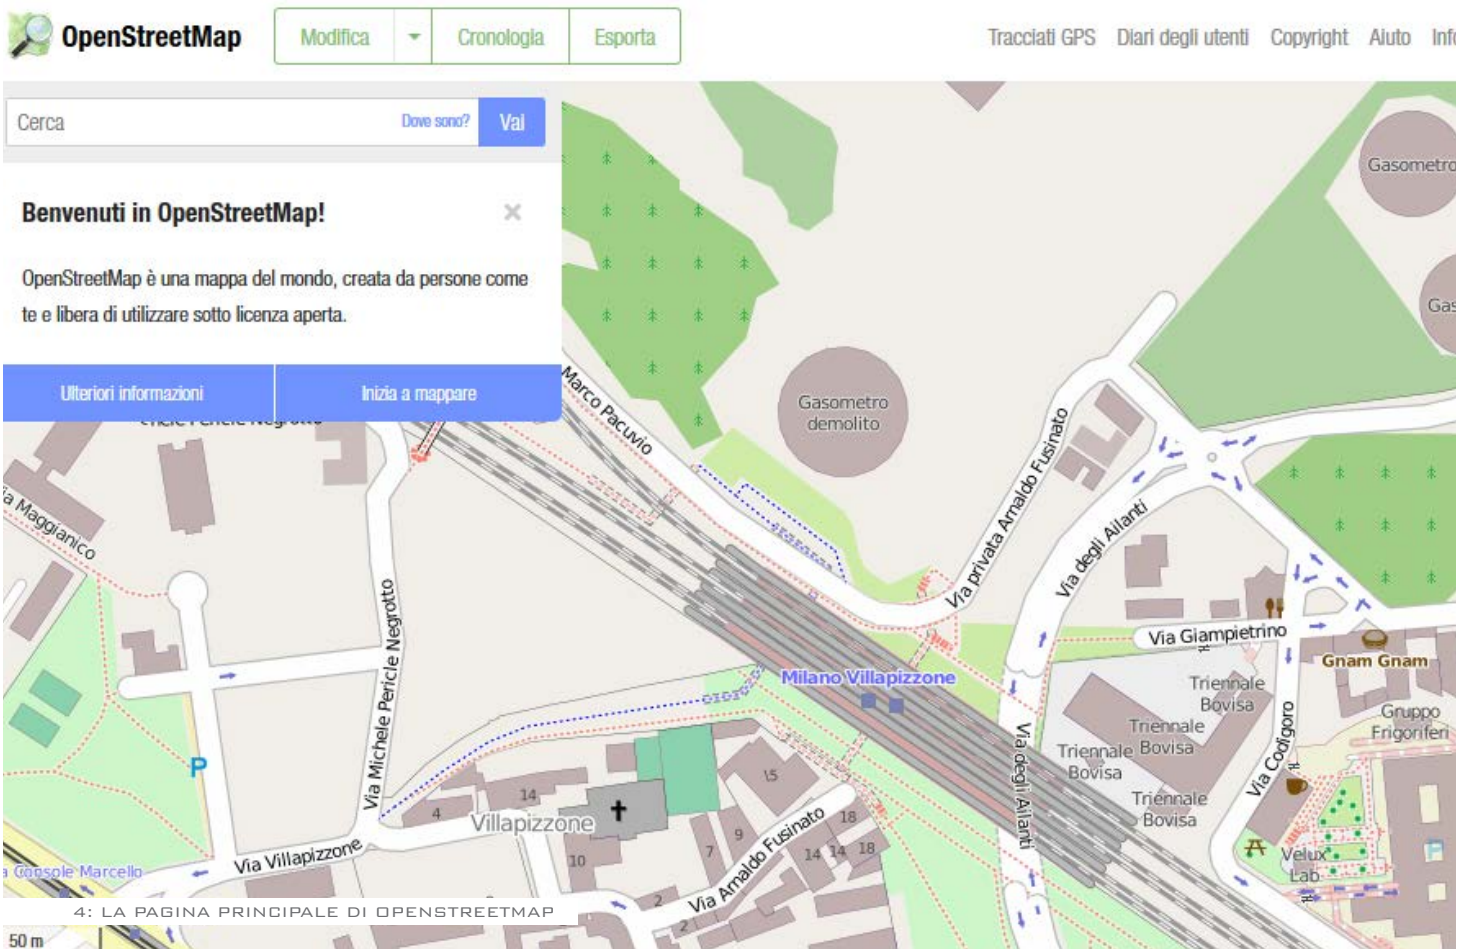 OpenStreetMap
Modifica
Cronologia
Esporta
Tracciati GPS
Diari degli utenti
Copyright
Aiuto
Cerca
Dove sono?
Vai
Benvenuti in OpenStreetMap!
OpenStreetMap è una mappa del mondo, creata da persone come
te e libera di utilizzare sotto licenza aperta.
Ulteriori informazioni
Inizia a mappare
Gasometro
Marco Pacuvio
Gasometro
demolito
Via privata Arnaldo Fusinato
Via degli Ailanti
Maggianico
Via Michele Pericle Negrotto
Via Giampietrino
Gnam Gnam
Milano Villapizzone
Triennale
Bovisa
Triennale
Bovisa
Triennale
Bovisa
Triennale
Bovisa
Gruppo
Frigoriferi
Via degli Ailanti
Via Codigoro
P
15
14
4
Villapizzone
9
18
7
14 14 18
10
Via Villapizzone
Via Arnaldo Fusinato
Velux
Lab
P
Console Marcello
2
2
4: LA PAGINA PRINCIPALE DI OPENSTREETMAP
50 m